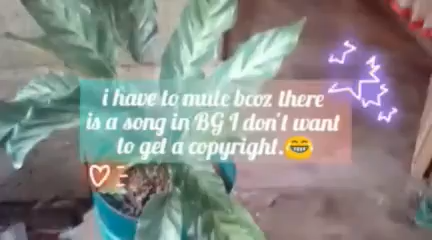 i have to mute bcoz there
is a song in BG I don't want
to get a copyright.😂